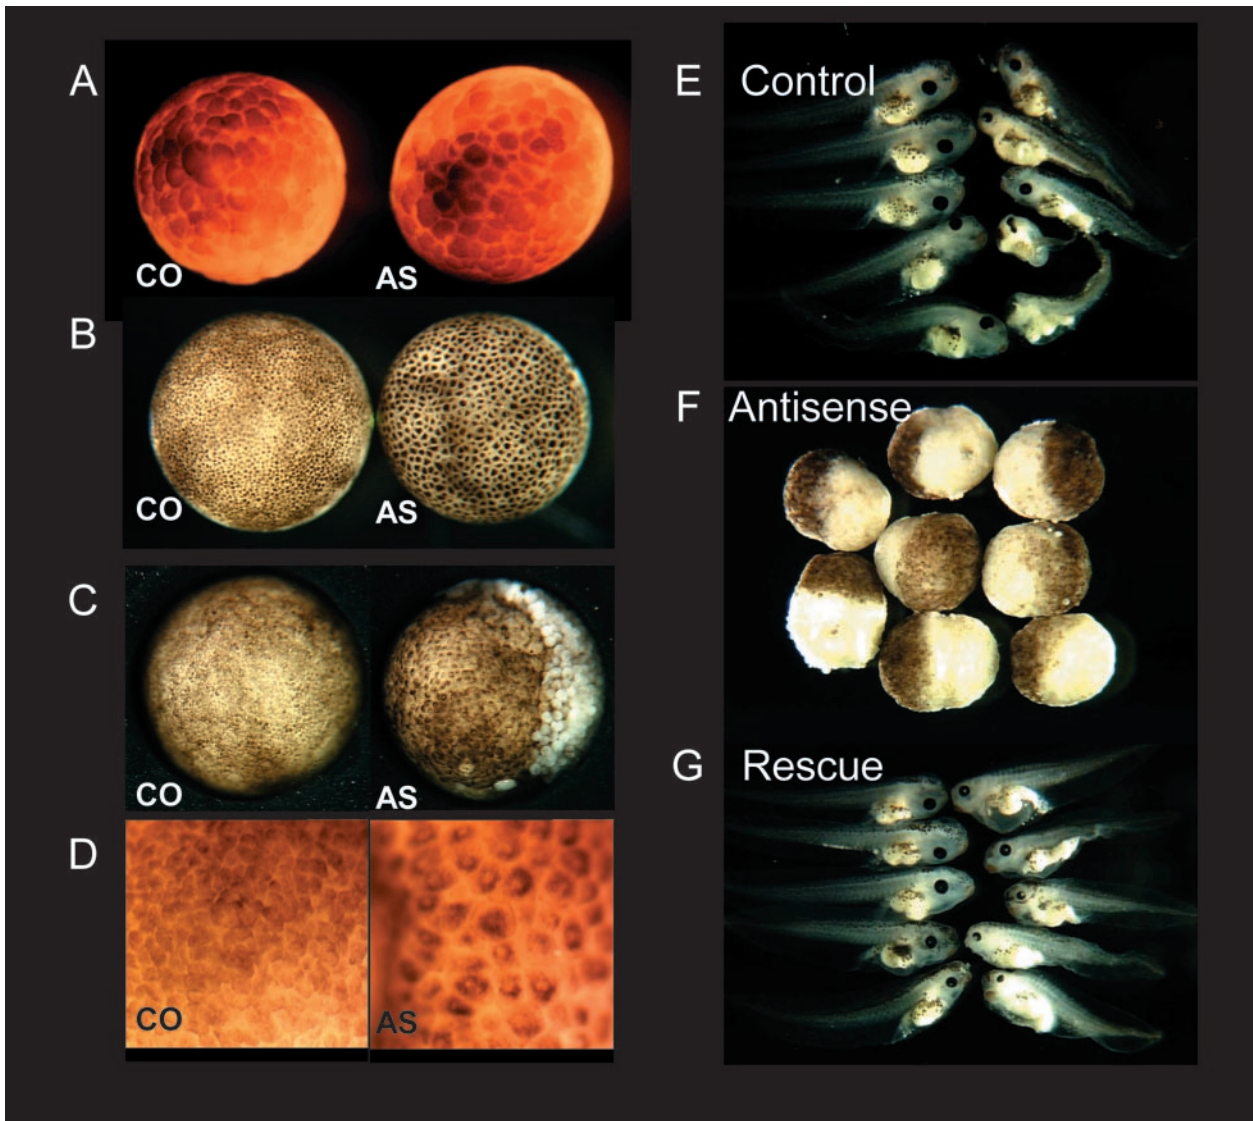 A
CO
AS
B
CO
AS
C
CO
AS
D
CO
AS
E Control
F Antisense
G Rescue